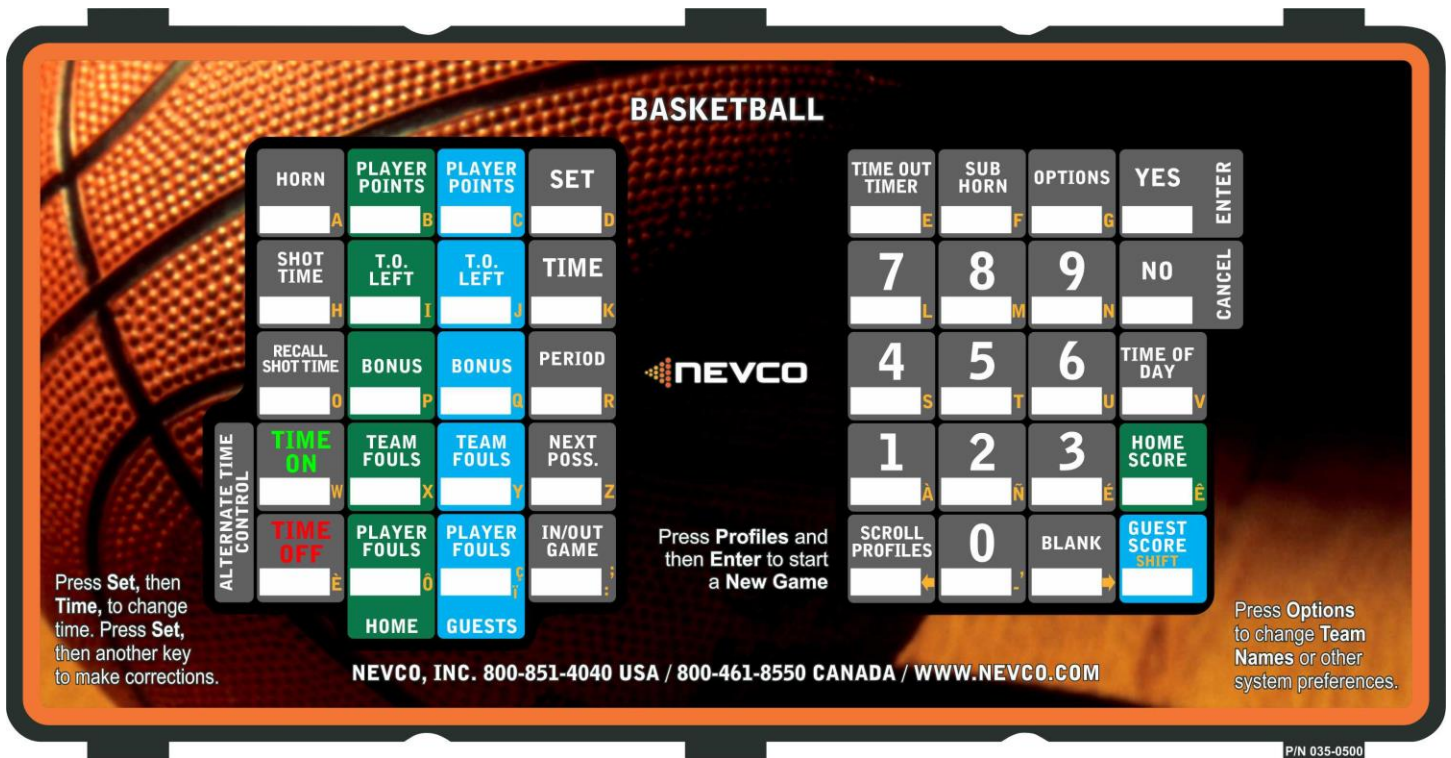 BASKETBALL
HORN
A
PLAYER
POINTS
B
PLAYER
POINTS
C
SET
D
SHOT
TIME
H
T.O.
LEFT
I
T.O.
LEFT
J
TIME
K
RECALL
SHOT TIME
O
BONUS
P
BONUS
Q
PERIOD
R
ALTERNATE TIME
CONTROL
TIME
ON
W
TEAM
FOULS
X
TEAM
FOULS
Y
NEXT
POSS.
Z
TIME
OFF
È
PLAYER
FOULS
Ô
PLAYER
FOULS
Ç
Ï
IN/OUT
GAME
;
:
HOME
GUESTS
NEVCO
TIME OUT
TIMER
E
SUB
HORN
F
OPTIONS
G
YES
ENTER
7
L
8
M
9
N
NO
CANCEL
4
S
5
T
6
U
TIME OF
DAY
V
1
À
2
Ñ
3
É
HOME
SCORE
Ê
SCROLL
PROFILES
0
'
-
BLANK
GUEST
SCORE
SHIFT
Press Profiles and
then Enter to start
a New Game
Press Set, then
Time, to change
time. Press Set,
then another key
to make corrections.
Press Options
to change Team
Names or other
system preferences.
NEVCO, INC. 800-851-4040 USA / 800-461-8550 CANADA / WWW.NEVCO.COM
P/N 035-0500